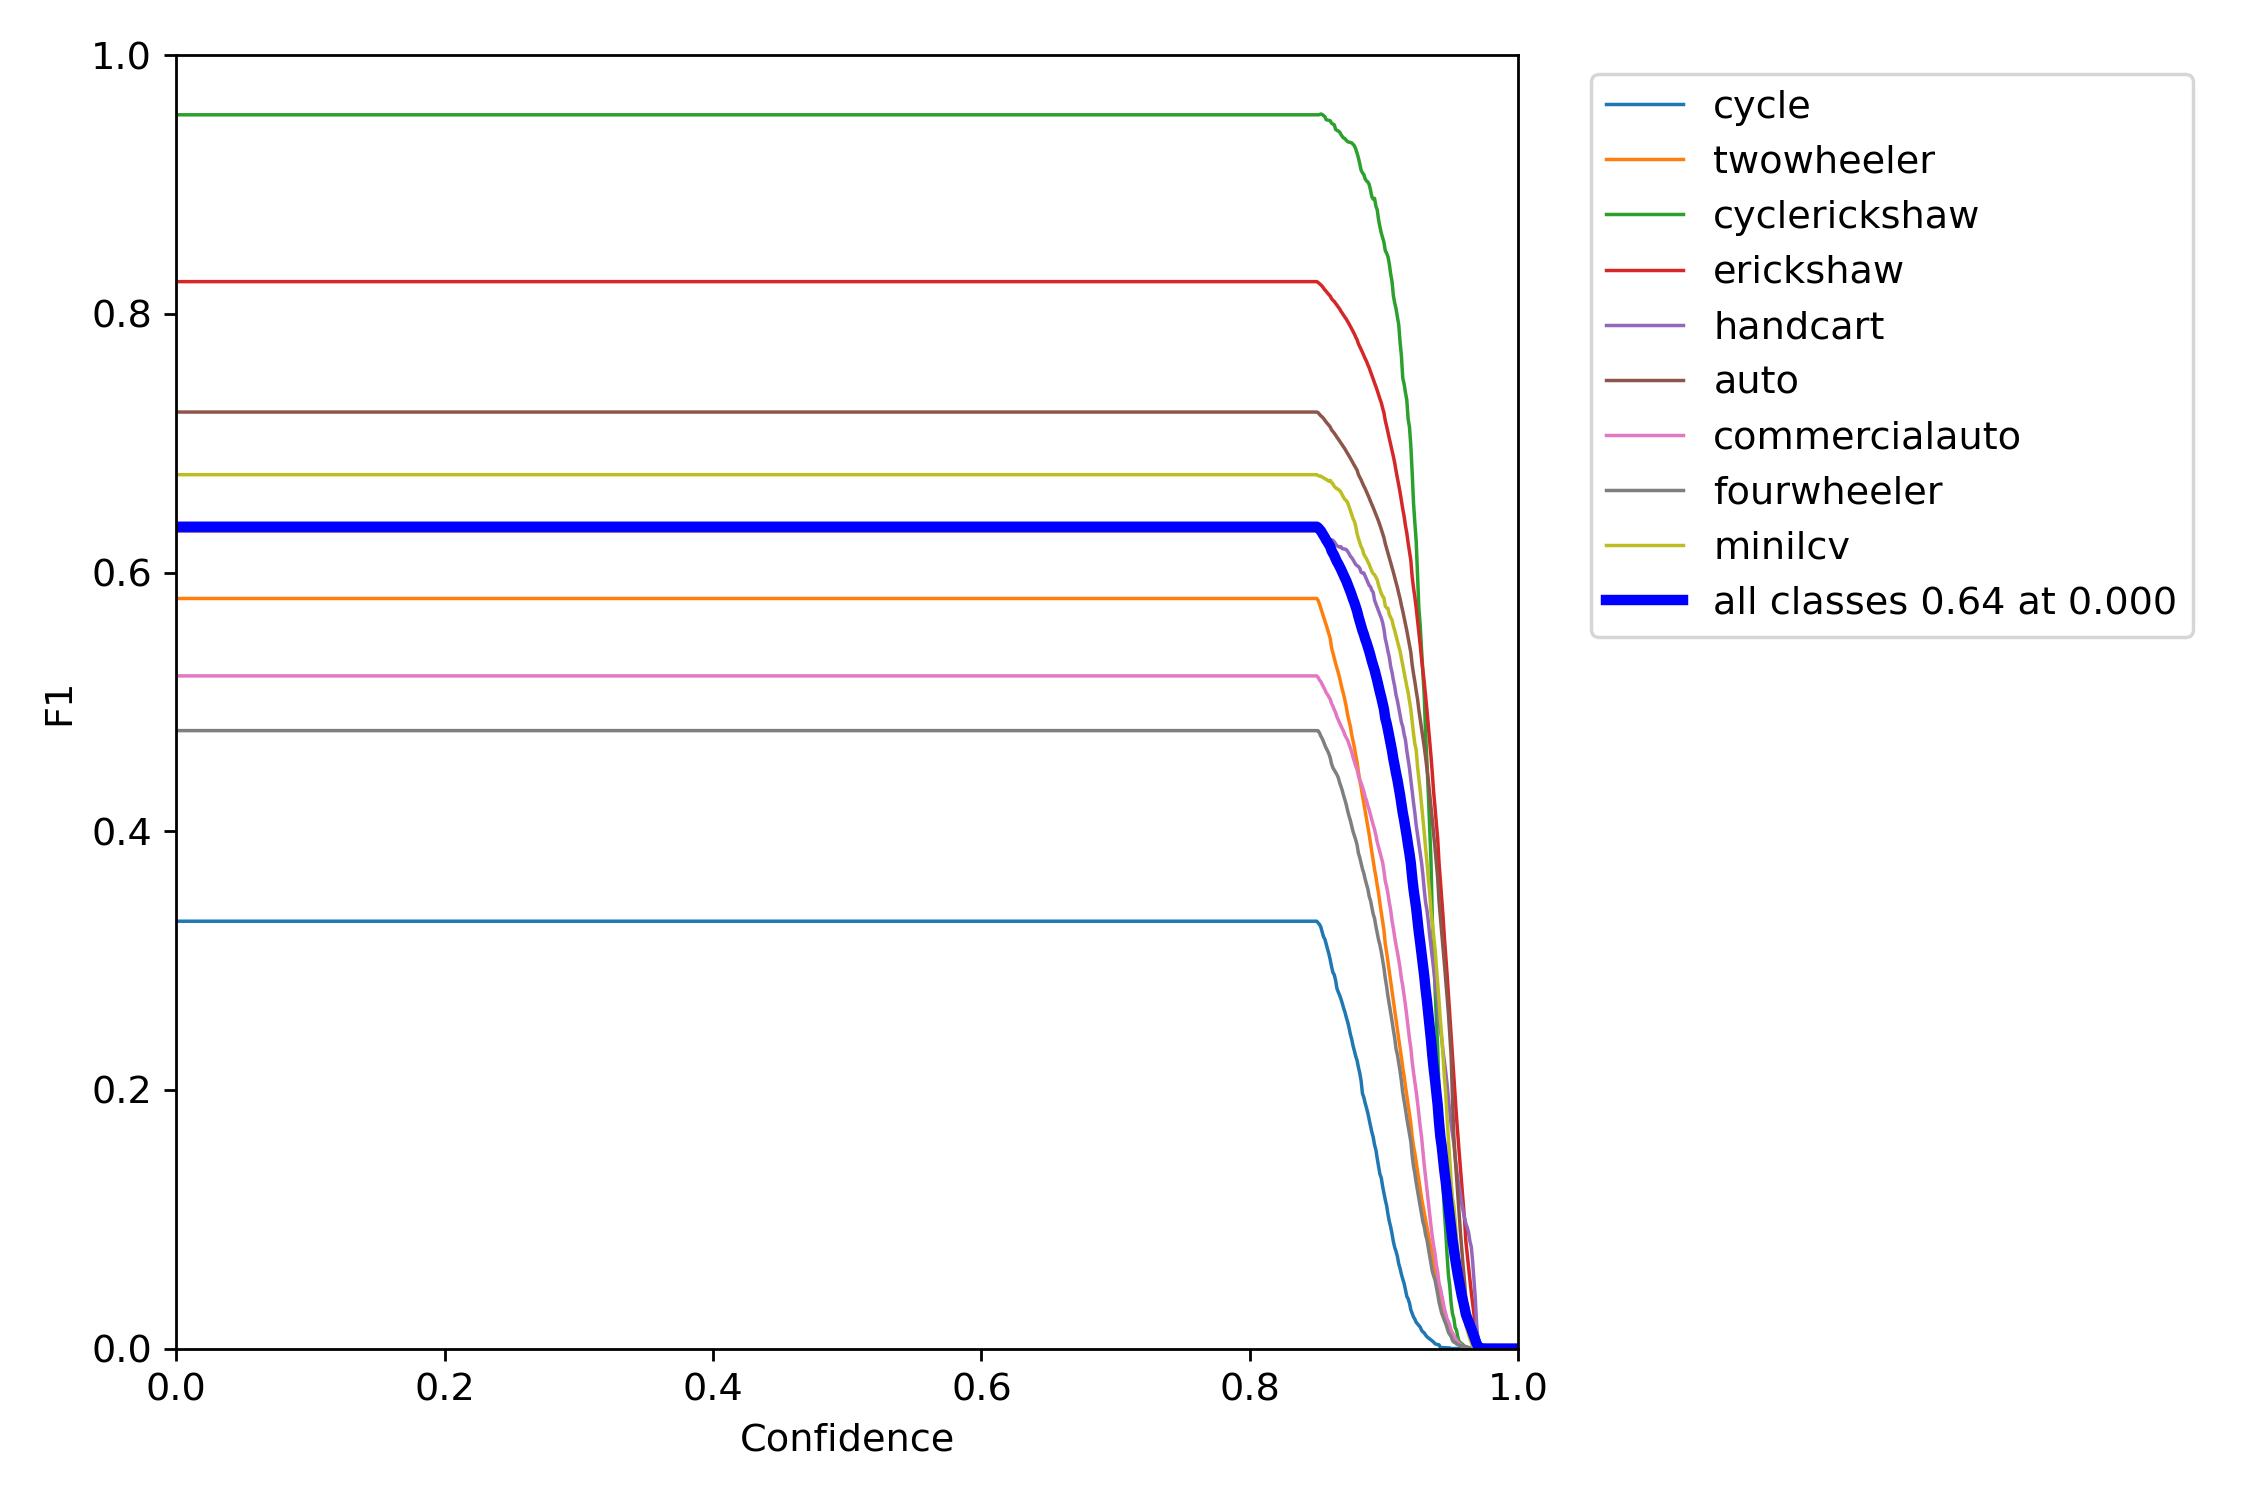 1.0
0.8
0.6
0.4
0.2
0.0
F1
0.0 0.2 0.4 0.6 0.8 1.0
Confidence
cycle
twowheeler
cyclerickshaw
erickshaw
handcart
auto
commercialauto
fourwheeler
minilcv
all classes 0.64 at 0.000